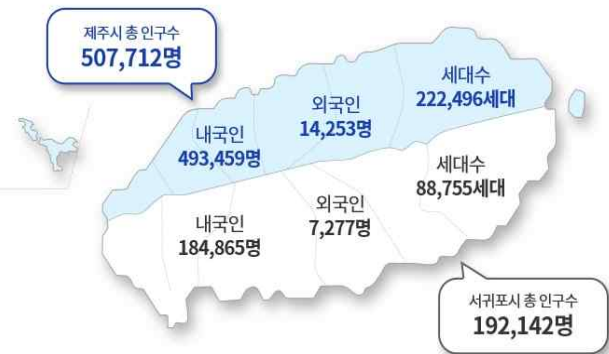 제주시 총 인구수
507,712명
세대수
222,496세대
외국인
14,253명
내국인
493,459명
세대수
88,755세대
외국인
7,277명
내국인
184,865명
서귀포시 총 인구수
192,142명